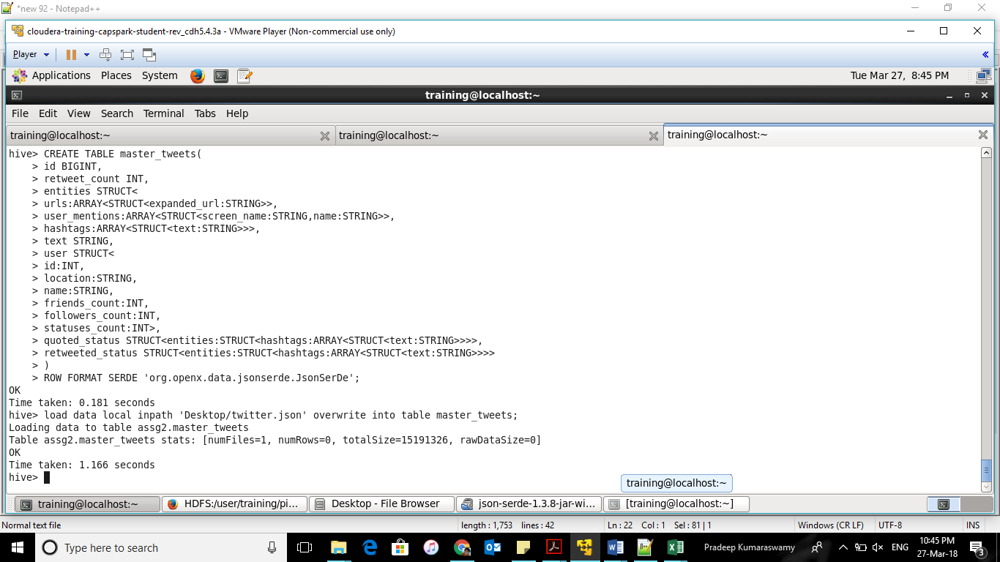 *new 92 - Notepad++
cloudera-training-capspark-student-rev_cdh5.4.3a - VMware Player (Non-commercial use only)
Player
Applications Places System Tue Mar 27, 8:45 PM
training@localhost:~
File Edit View Search Terminal Tabs Help
training@localhost:~ training@localhost:~ training@localhost:~
hive> CREATE TABLE master_tweets(
    > id BIGINT,
    > retweet_count INT,
    > entities STRUCT<
    > urls:ARRAY<STRUCT<expanded_url:STRING>>,
    > user_mentions:ARRAY<STRUCT<screen_name:STRING,name:STRING>>,
    > hashtags:ARRAY<STRUCT<text:STRING>>>,
    > text STRING,
    > user STRUCT<
    > id:INT,
    > location:STRING,
    > name:STRING,
    > friends_count:INT,
    > followers_count:INT,
    > statuses_count:INT>,
    > quoted_status STRUCT<entities:STRUCT<hashtags:ARRAY<STRUCT<text:STRING>>>>,
    > retweeted_status STRUCT<entities:STRUCT<hashtags:ARRAY<STRUCT<text:STRING>>>>
    > )
    > ROW FORMAT SERDE 'org.openx.data.jsonserde.JsonSerDe';
OK
Time taken: 0.181 seconds
hive> load data local inpath 'Desktop/twitter.json' overwrite into table master_tweets;
Loading data to table assg2.master_tweets
Table assg2.master_tweets stats: [numFiles=1, numRows=0, totalSize=15191326, rawDataSize=0]
OK
Time taken: 1.166 seconds
hive>
training@localhost:~
training@localhost:~ HDFS:/user/training/pi... Desktop - File Browser json-serde-1.3.8-jar-wi... [training@localhost:~]
Normal text file length : 1,753 lines : 42 Ln : 22 Col : 1 Sel : 81 | 1 Windows (CR LF) UTF-8 INS
Type here to search Pradeep Kumaraswamy ENG 10:45 PM
27-Mar-18 3